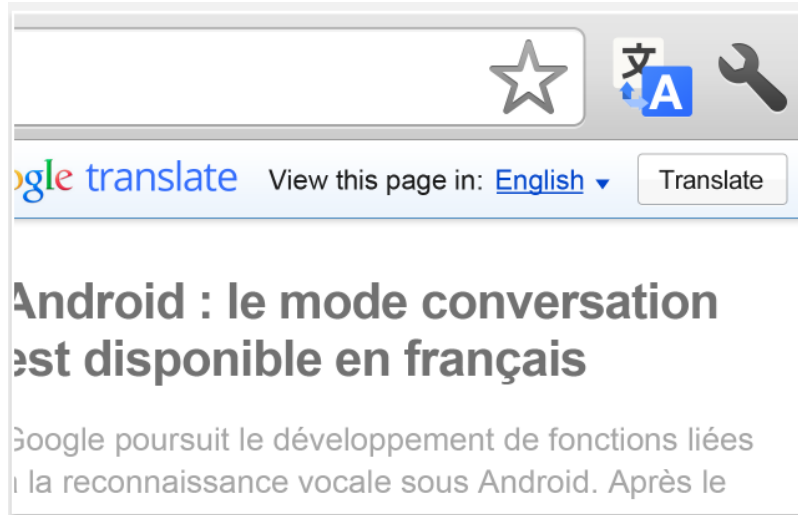 文 A
ogle translate View this page in: English Translate
Android : le mode conversation
est disponible en français
Google poursuit le développement de fonctions liées
à la reconnaissance vocale sous Android. Après le